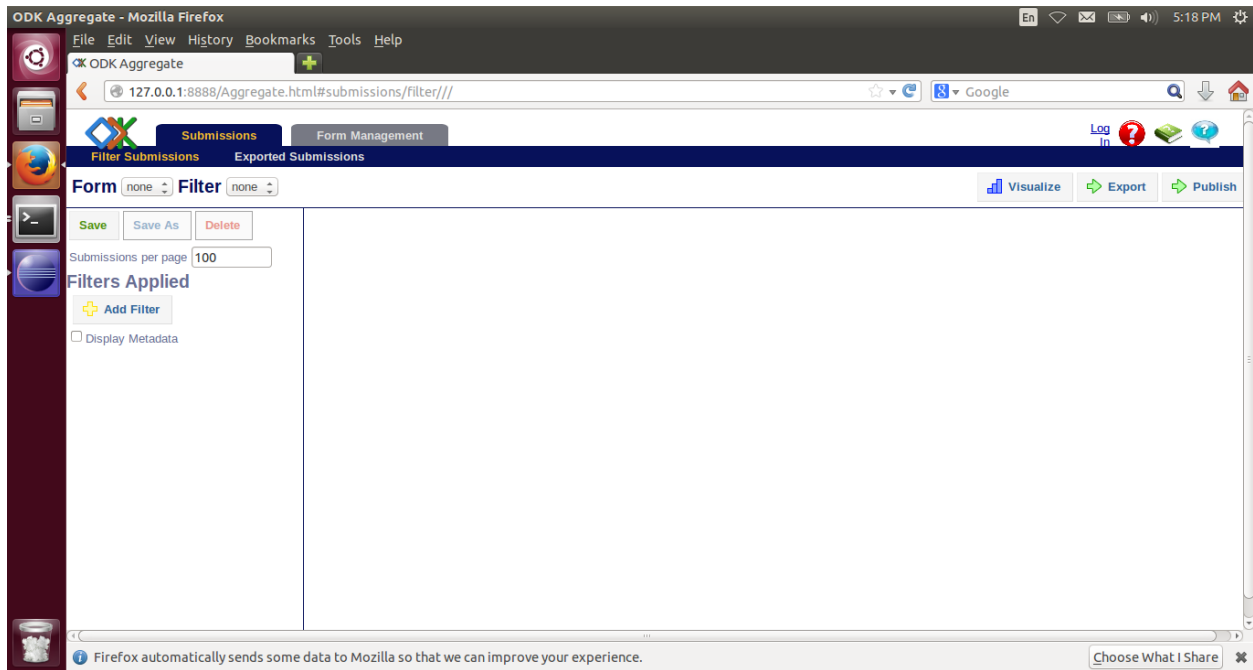 ODK Aggregate - Mozilla Firefox
En 5:18 PM
File Edit View History Bookmarks Tools Help
ODK Aggregate
127.0.0.1:8888/Aggregate.html#submissions/filter///
8 Google
Submissions Form Management
Log In
Filter Submissions Exported Submissions
Form none Filter none
Visualize Export Publish
Save Save As Delete
Submissions per page 100
Filters Applied
Add Filter
Display Metadata
Firefox automatically sends some data to Mozilla so that we can improve your experience.
Choose What I Share